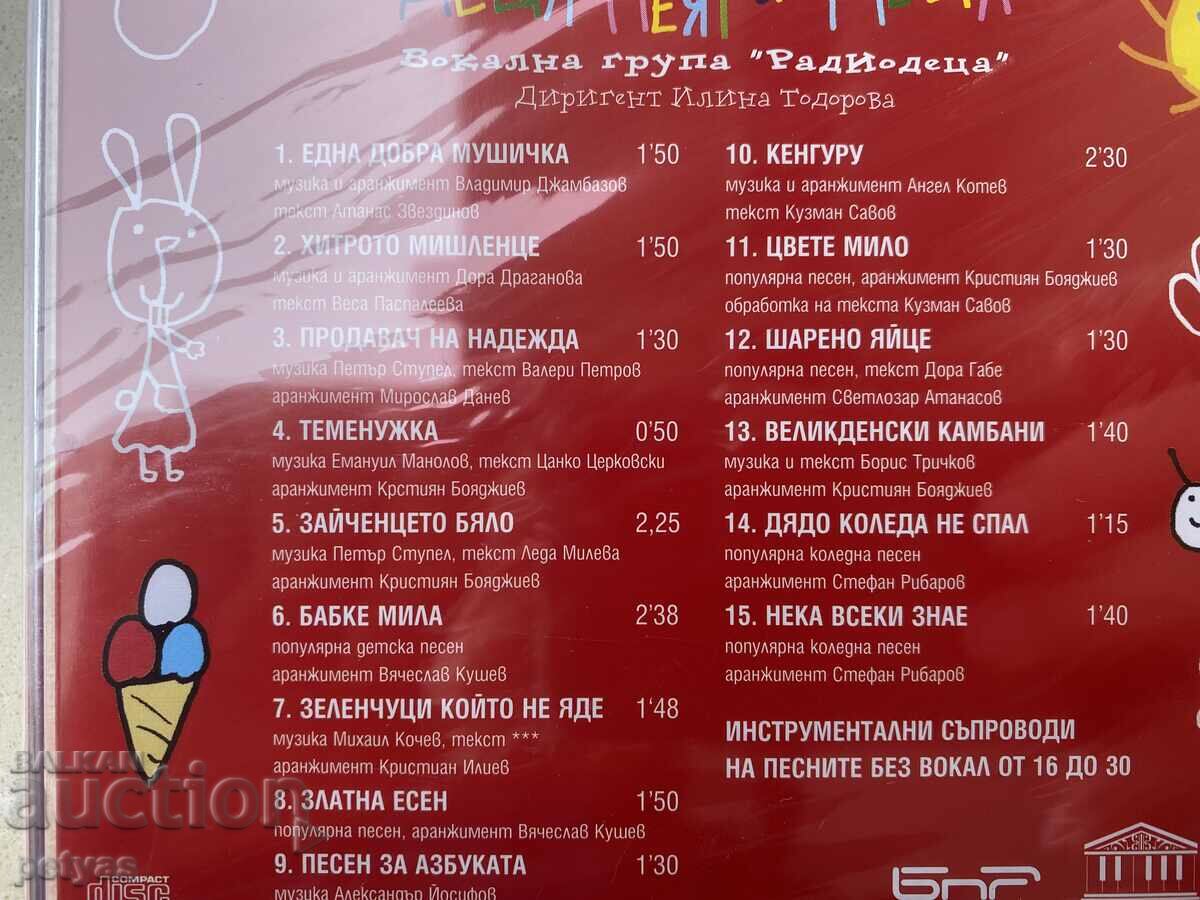 Вокална група "Радиодеца"
Диригент Илина Тодорова
1. ЕДНА ДОБРА МУШИЧКА 1'50
музика и аранжимент Владимир Джамбазов
текст Атанас Звездинов
2. ХИТРОТО МИШЛЕНЦЕ 1'50
музика и аранжимент Дора Драганова
текст Веса Паспалеева
3. ПРОДАВАЧ НА НАДЕЖДА 1'30
музика Петър Ступел, текст Валери Петров
аранжимент Мирослав Данев
4. ТЕМЕНУЖКА 0'50
музика Емануил Манолов, текст Цанко Церковски
аранжимент Крстиян Бояджиев
5. ЗАЙЧЕНЦЕТО БЯЛО 2,25
музика Петър Ступел, текст Леда Милева
аранжимент Кристиян Бояджиев
6. БАБКЕ МИЛА 2'38
популярна детска песен
аранжимент Вячеслав Кушев
7. ЗЕЛЕНЧУЦИ КОЙТО НЕ ЯДЕ 1'48
музика Михаил Кочев, текст ***
аранжимент Кристиан Илиев
8. ЗЛАТНА ЕСЕН 1'50
популярна песен, аранжимент Вячеслав Кушев
9. ПЕСЕН ЗА АЗБУКАТА 1'30
музика Александър Йосифов
10. КЕНГУРУ 2'30
музика и аранжимент Ангел Котев
текст Кузман Савов
11. ЦВЕТЕ МИЛО 1'30
популярна песен, аранжимент Кристиян Бояджиев
обработка на текста Кузман Савов
12. ШАРЕНО ЯЙЦЕ 1'30
популярна песен, текст Дора Габе
аранжимент Светлозар Атанасов
13. ВЕЛИКДЕНСКИ КАМБАНИ 1'40
музика и текст Борис Тричков
аранжимент Кристиян Бояджиев
14. ДЯДО КОЛЕДА НЕ СПАЛ 1'15
популярна коледна песен
аранжимент Стефан Рибаров
15. НЕКА ВСЕКИ ЗНАЕ 1'40
популярна коледна песен
аранжимент Стефан Рибаров
ИНСТРУМЕНТАЛНИ СЪПРОВОДИ
НА ПЕСНИТЕ БЕЗ ВОКАЛ ОТ 16 ДО 30
BALKAN
auction
petyas
COMPACT
disc
БНР